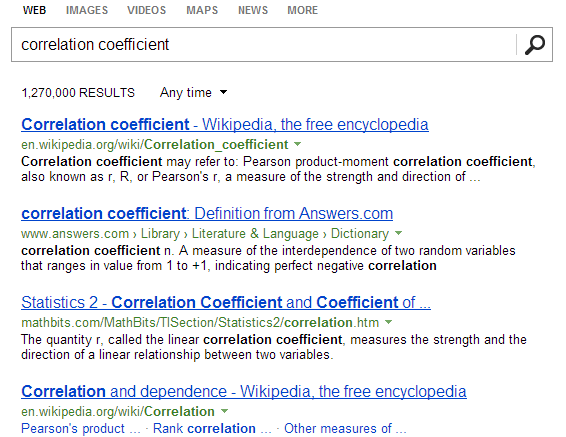 WEB IMAGES VIDEOS MAPS NEWS MORE
correlation coefficient
1,270,000 RESULTS Any time
Correlation coefficient - Wikipedia, the free encyclopedia
en.wikipedia.org/wiki/Correlation_coefficient
Correlation coefficient may refer to: Pearson product-moment correlation coefficient,
also known as r, R, or Pearson's r, a measure of the strength and direction of ...
correlation coefficient: Definition from Answers.com
www.answers.com › Library › Literature & Language › Dictionary
correlation coefficient n. A measure of the interdependence of two random variables
that ranges in value from 1 to +1, indicating perfect negative correlation
Statistics 2 - Correlation Coefficient and Coefficient of ...
mathbits.com/MathBits/TISection/Statistics2/correlation.htm
The quantity r, called the linear correlation coefficient, measures the strength and the
direction of a linear relationship between two variables.
Correlation and dependence - Wikipedia, the free encyclopedia
en.wikipedia.org/wiki/Correlation
Pearson's product ... · Rank correlation ... · Other measures of ...